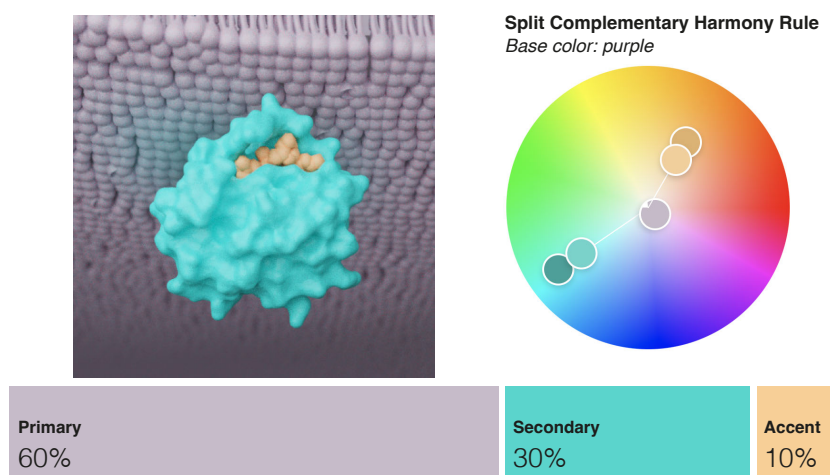 Split Complementary Harmony Rule
Base color: purple
Primary
60%
Secondary
30%
Accent
10%